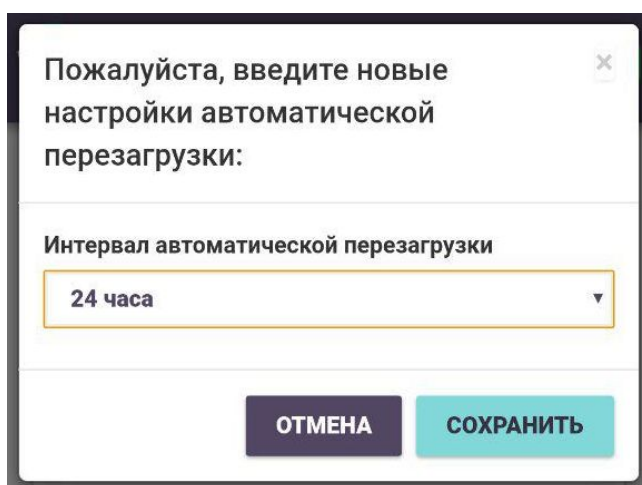 Пожалуйста, введите новые
настройки автоматической
перезагрузки:
×
Интервал автоматической перезагрузки
24 часа
ОТМЕНА
СОХРАНИТЬ